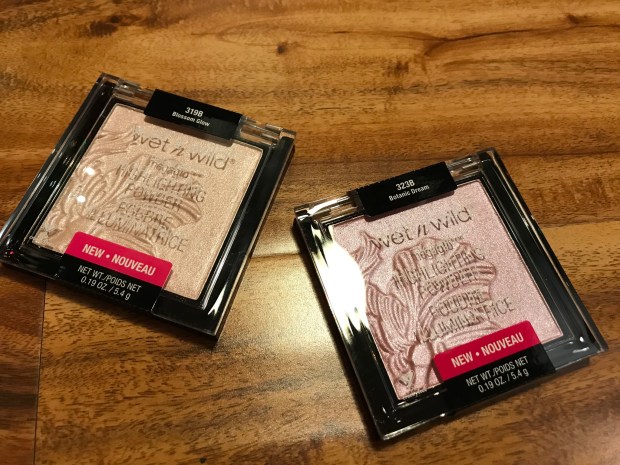 319B
Blossom Glow
wet n wild®
megaglo™
HIGHLIGHTING
POWDER
POUDRE
ILLUMINATRICE
NEW • NOUVEAU
NET WT./POIDS NET
0.19 OZ. / 5.4 g
323B
Botanic Dream
wet n wild®
megaglo™
HIGHLIGHTING
POWDER
POUDRE
ILLUMINATRICE
NEW • NOUVEAU
NET WT./POIDS NET
0.19 OZ. / 5.4 g